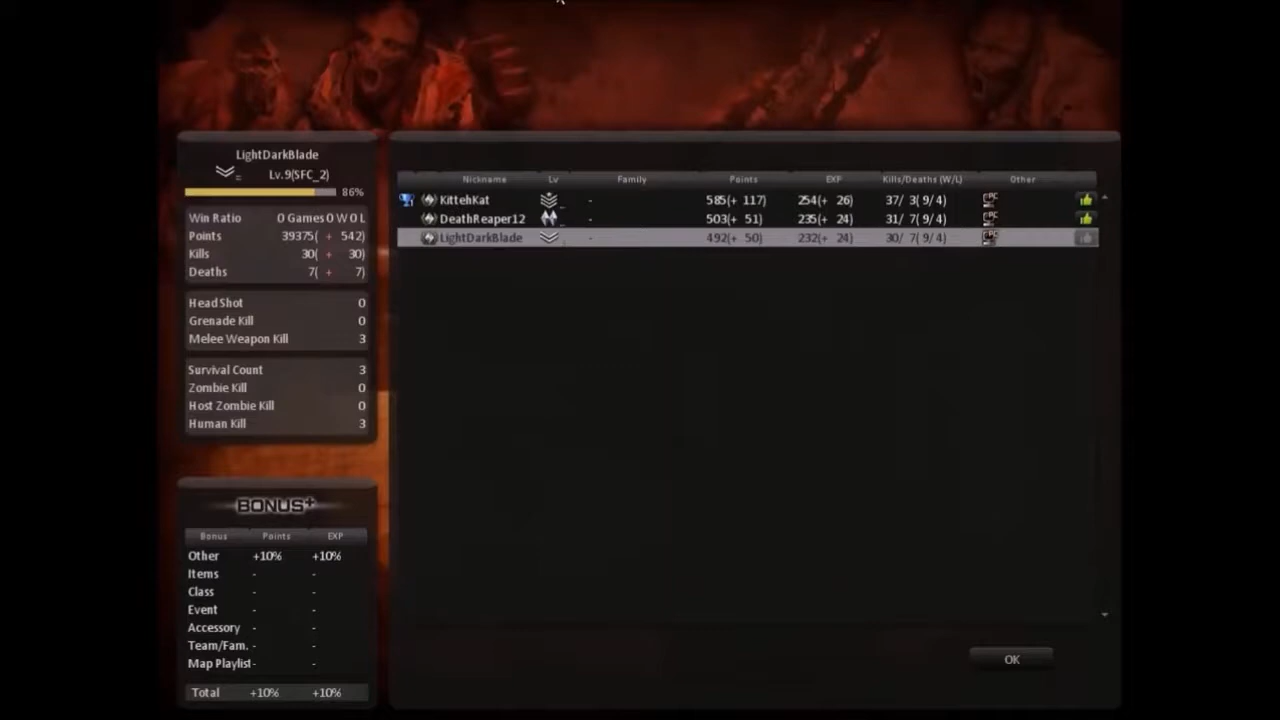 LightDarkBlade
Lv.9(SFC_2)
86%
Win Ratio 0 Games0 W0 L
Points 39375( + 542)
Kills 30( + 30)
Deaths 7( + 7)
Head Shot 0
Grenade Kill 0
Melee Weapon Kill 3
Survival Count 3
Zombie Kill 0
Host Zombie Kill 0
Human Kill 3
BONUS+
Bonus Points EXP
Other +10% +10%
Items - -
Class - -
Event - -
Accessory - -
Team/Fam. - -
Map Playlist - -
Total +10% +10%
Nickname Lv Family Points EXP Kills/Deaths (W/L) Other
KittehKat - 585(+ 117) 254(+ 26) 37/ 3( 9/ 4)
DeathReaper12 - 503(+ 51) 235(+ 24) 31/ 7( 9/ 4)
LightDarkBlade - 492(+ 50) 232(+ 24) 30/ 7( 9/ 4)
OK